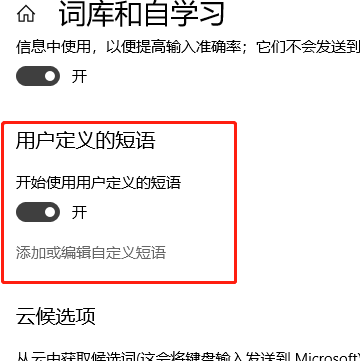 词库和自学习
信息中使用，以便提高输入准确率；它们不会发送到
开
用户定义的短语
开始使用用户定义的短语
开
添加或编辑自定义短语
云候选项
从云中获取候选词(这会将键盘输入发送到 Microsoft)